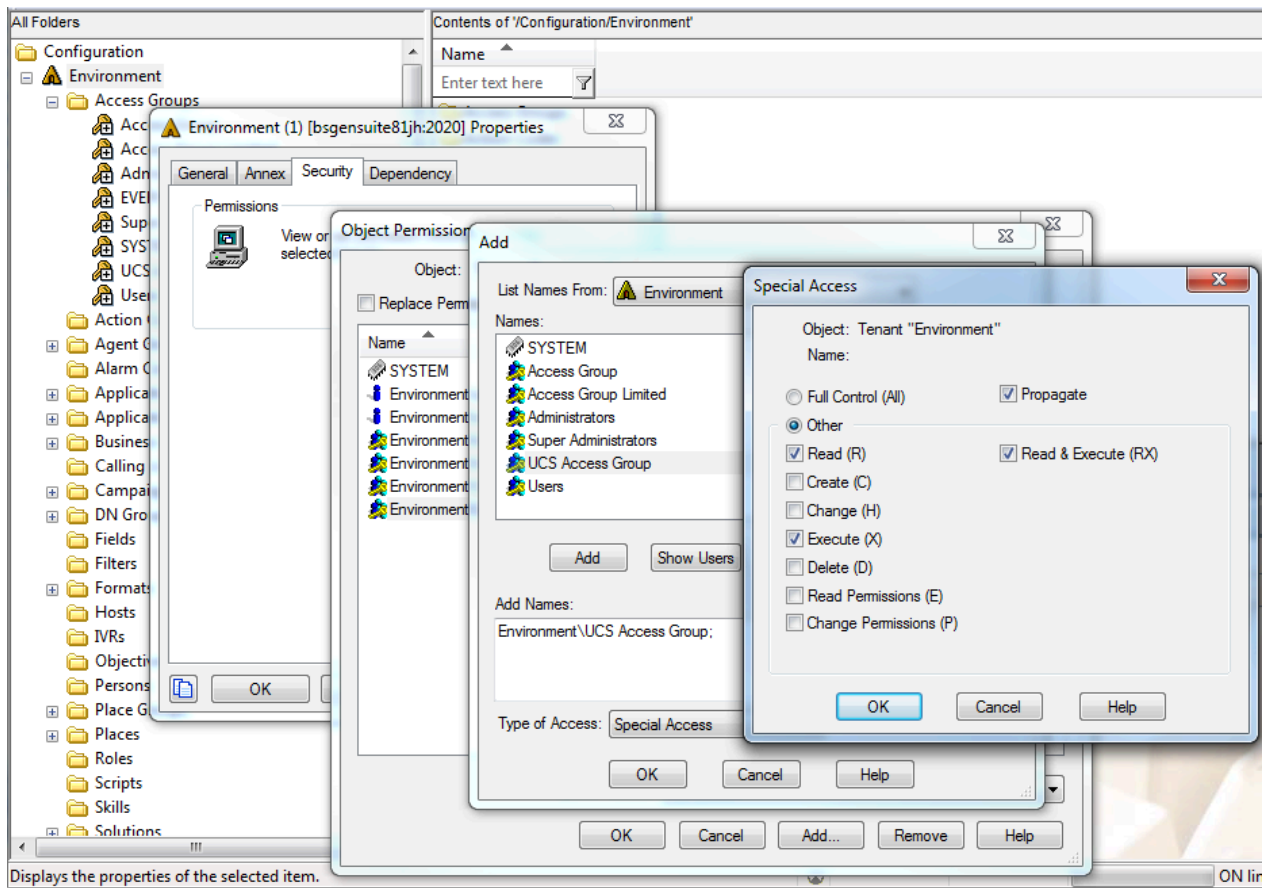 All Folders
Contents of '/Configuration/Environment'
Configuration
Environment
Access Groups
Name
Enter text here
Environment (1) [bsgensuite81jh:2020] Properties
General
Annex
Security
Dependency
Permissions
View or
selected
Acc
Acc
Adn
EVE
Sup
SYS
UCS
User
Action
Agent G
Alarm C
Applica
Applica
Busines
Calling
Campai
DN Gro
Fields
Filters
Formats
Hosts
IVRs
Objectiv
Persons
Place G
Places
Roles
Scripts
Skills
Solutions
OK
Object Permission
Object:
Replace Perm
Name
SYSTEM
Environment
Environment
Environment
Environment
Environment
Environment
OK
Cancel
Add...
Remove
Help
Add
List Names From:
Environment
Names:
SYSTEM
Access Group
Access Group Limited
Administrators
Super Administrators
UCS Access Group
Users
Add
Show Users
Add Names:
Environment\UCS Access Group;
Type of Access:
Special Access
OK
Cancel
Help
Special Access
Object: Tenant "Environment"
Name:
Full Control (All)
Propagate
Other
Read (R)
Read & Execute (RX)
Create (C)
Change (H)
Execute (X)
Delete (D)
Read Permissions (E)
Change Permissions (P)
OK
Cancel
Help
Displays the properties of the selected item.
ON lin